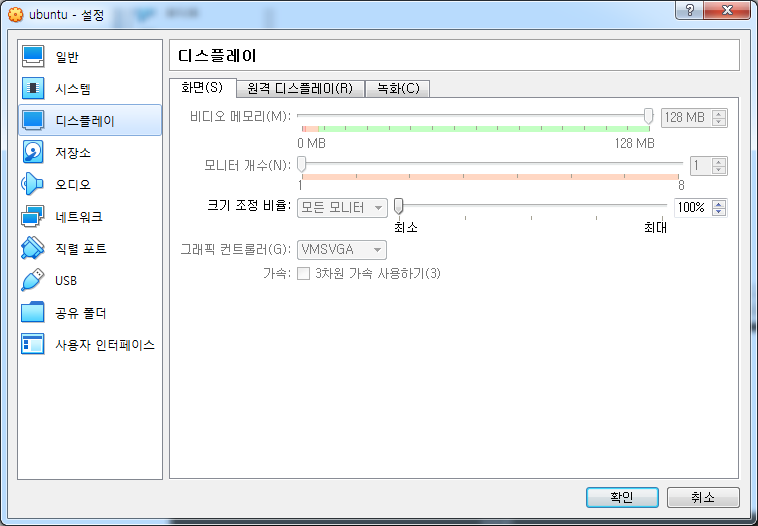 ubuntu - 설정
일반
시스템
디스플레이
저장소
오디오
네트워크
직렬 포트
USB
공유 폴더
사용자 인터페이스
디스플레이
화면(S) 원격 디스플레이(R) 녹화(C)
비디오 메모리(M): 128 MB
0 MB 128 MB
모니터 개수(N): 1
1 8
크기 조정 비율: 모든 모니터 100%
최소 최대
그래픽 컨트롤러(G): VMSVGA
가속: 3차원 가속 사용하기(3)
확인 취소